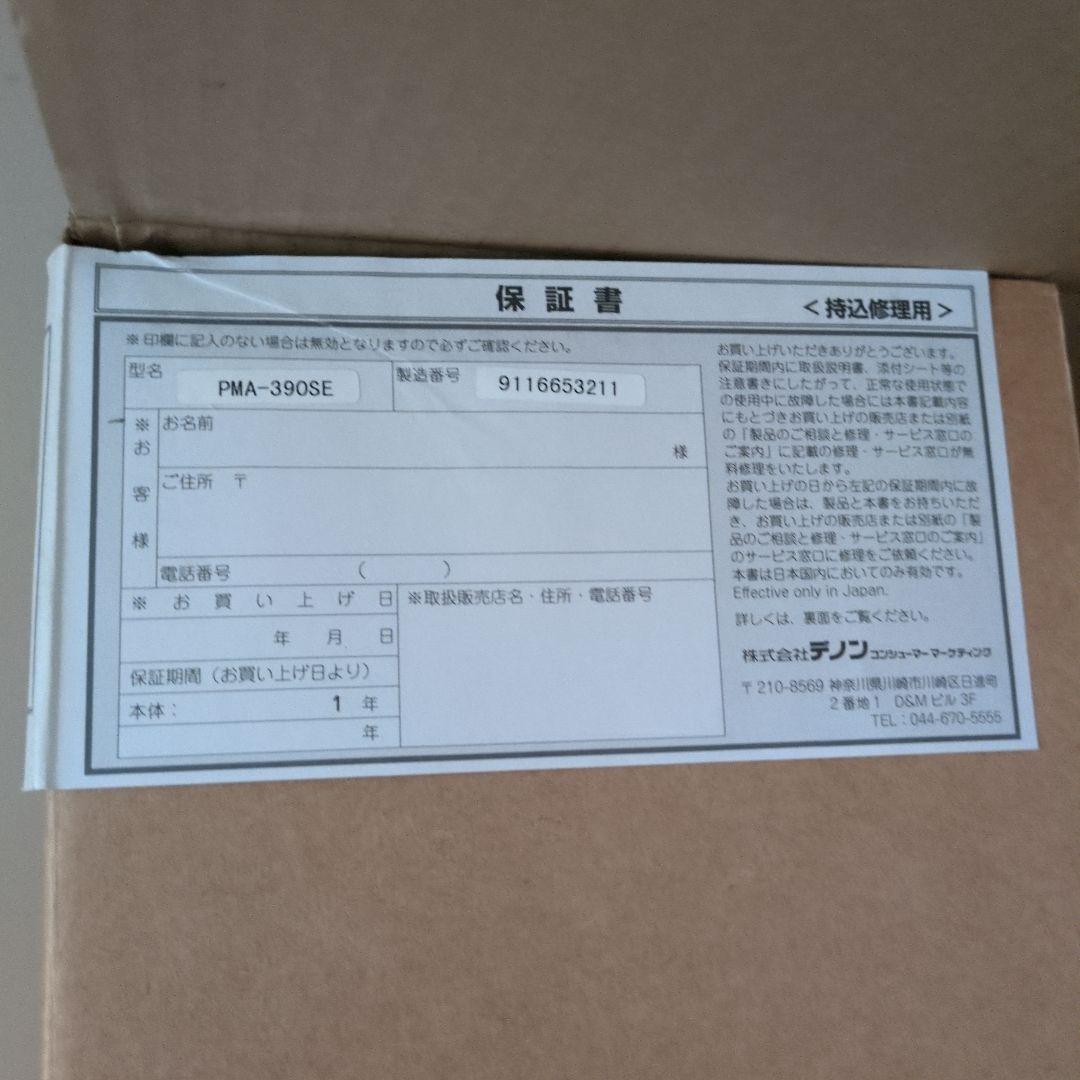 保証書
＜持込修理用＞
※印欄に記入のない場合は無効となりますので必ずご確認ください。
型名
PMA-390SE
製造番号
9116653211
※お客様
お名前
様
ご住所 〒
電話番号 （ ）
※ お買い上げ日
年 月 日
保証期間（お買い上げ日より）
本体： 1 年
年
※取扱販売店名・住所・電話番号
お買い上げいただきありがとうございます。
保証期間内に取扱説明書、添付シート等の
注意書きにしたがって、正常な使用状態で
の使用中に故障した場合には本書記載内容
にもとづきお買い上げの販売店または別紙
の「製品のご相談と修理・サービス窓口の
ご案内」に記載の修理・サービス窓口が無
料修理をいたします。
お買い上げの日から左記の保証期間内に故
障した場合は、製品と本書をお持ちいただ
き、お買い上げの販売店または別紙の「製
品のご相談と修理・サービス窓口のご案内」
のサービス窓口に修理をご依頼ください。
本書は日本国内においてのみ有効です。
Effective only in Japan.
詳しくは、裏面をご覧ください。
株式会社デノン コンシューマーマーケティング
〒210-8569 神奈川県川崎市川崎区日進町
2番地1 D&Mビル3F
TEL：044-670-5555